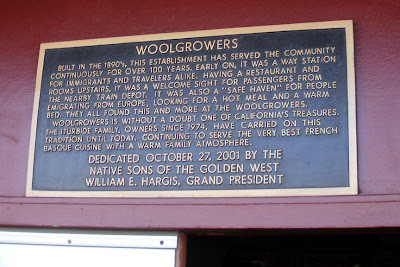 WOOLGROWERS
BUILT IN THE 1890's, THIS ESTABLISHMENT HAS SERVED THE COMMUNITY
CONTINUOUSLY FOR OVER 100 YEARS. EARLY ON, IT WAS A WAY STATION
FOR IMMIGRANTS AND TRAVELERS ALIKE. HAVING A RESTAURANT AND
ROOMS UPSTAIRS, IT WAS A WELCOME SIGHT FOR PASSENGERS FROM
THE NEARBY TRAIN DEPOT. IT WAS ALSO A "SAFE HAVEN" FOR PEOPLE
EMIGRATING FROM EUROPE, LOOKING FOR A HOT MEAL AND A WARM
BED. THEY ALL FOUND THIS AND MORE AT THE WOOLGROWERS.
WOOLGROWERS IS WITHOUT A DOUBT ONE OF CALIFORNIA'S TREASURES.
THE ITURBIDE FAMILY, OWNERS SINCE 1974, HAVE CARRIED ON THIS
TRADITION UNTIL TODAY. CONTINUING TO SERVE THE VERY BEST FRENCH
BASQUE CUISINE WITH A WARM FAMILY ATMOSPHERE.
DEDICATED OCTOBER 27, 2001 BY THE
NATIVE SONS OF THE GOLDEN WEST
WILLIAM E. HARGIS, GRAND PRESIDENT